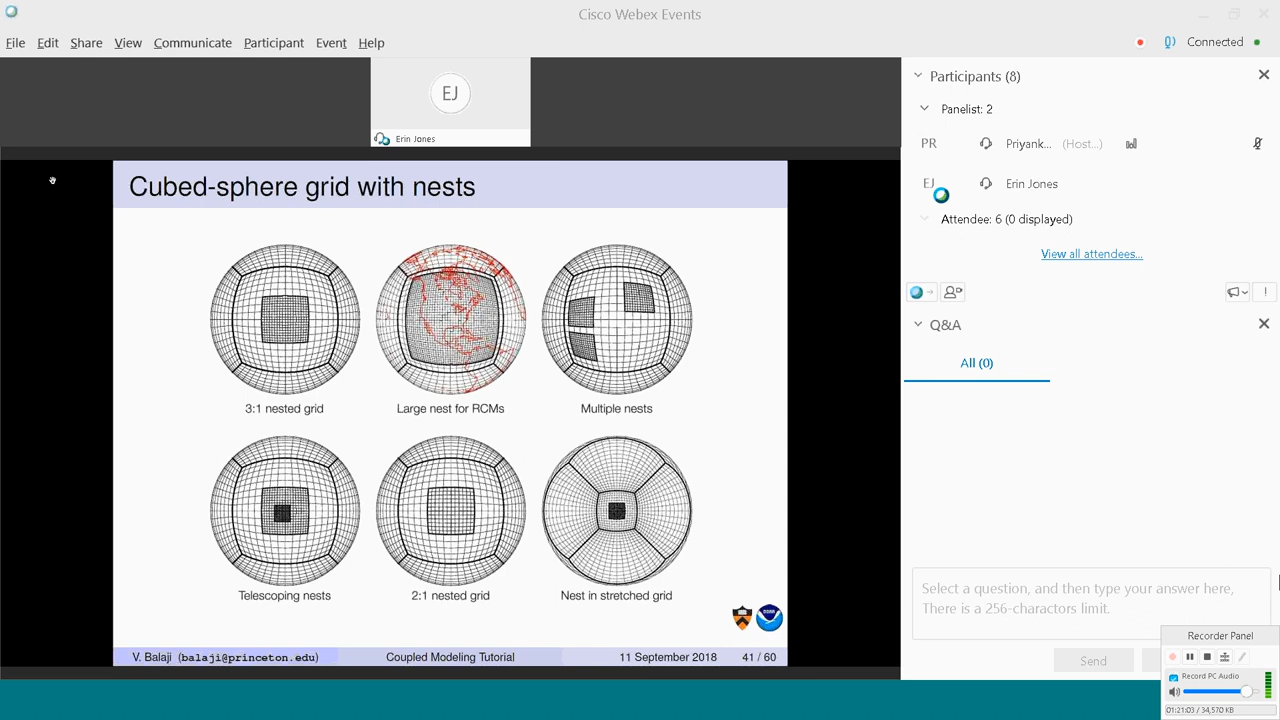 Cisco Webex Events
File Edit Share View Communicate Participant Event Help
Connected
EJ
Erin Jones
Participants (8)
Panelist: 2
PR Priyank... (Host...)
EJ Erin Jones
Attendee: 6 (0 displayed)
View all attendees...
Q&A
All (0)
Select a question, and then type your answer here,
There is a 256-characters limit.
Send
Recorder Panel
Record PC Audio
01:21:03 / 34,570 KB
Cubed-sphere grid with nests
3:1 nested grid
Large nest for RCMs
Multiple nests
Telescoping nests
2:1 nested grid
Nest in stretched grid
NOAA
V. Balaji (balaji@princeton.edu) Coupled Modeling Tutorial 11 September 2018 41 / 60